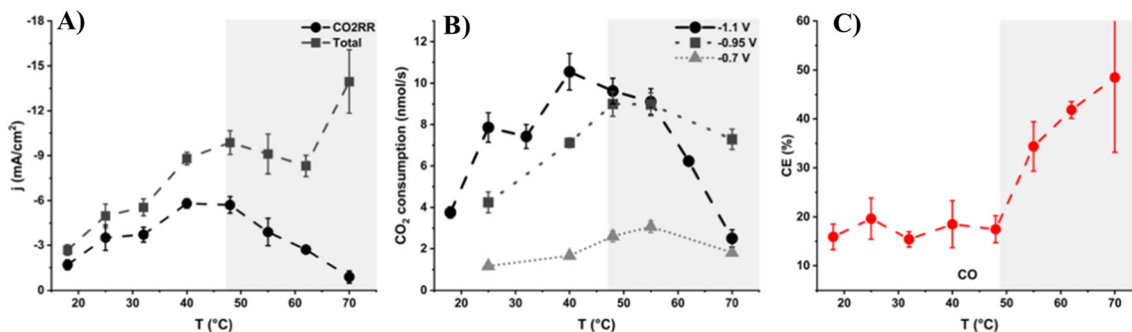 A)
CO2RR
Total
j (mA/cm²)
-18
-15
-12
-9
-6
-3
0
20 30 40 50 60 70
T (°C)
B)
-1.1 V
-0.95 V
-0.7 V
CO₂ consumption (nmol/s)
12
10
8
6
4
2
0
20 30 40 50 60 70
T (°C)
C)
CE (%)
60
50
40
30
20
10
0
CO
20 30 40 50 60 70
T (°C)